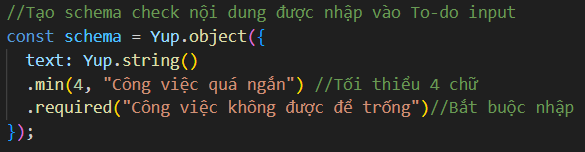 //Tạo schema check nội dung được nhập vào To-do input
const schema = Yup.object({
  text: Yup.string()
  .min(4, "Công việc quá ngắn") //Tối thiểu 4 chữ
  .required("Công việc không được để trống")//Bắt buộc nhập
});